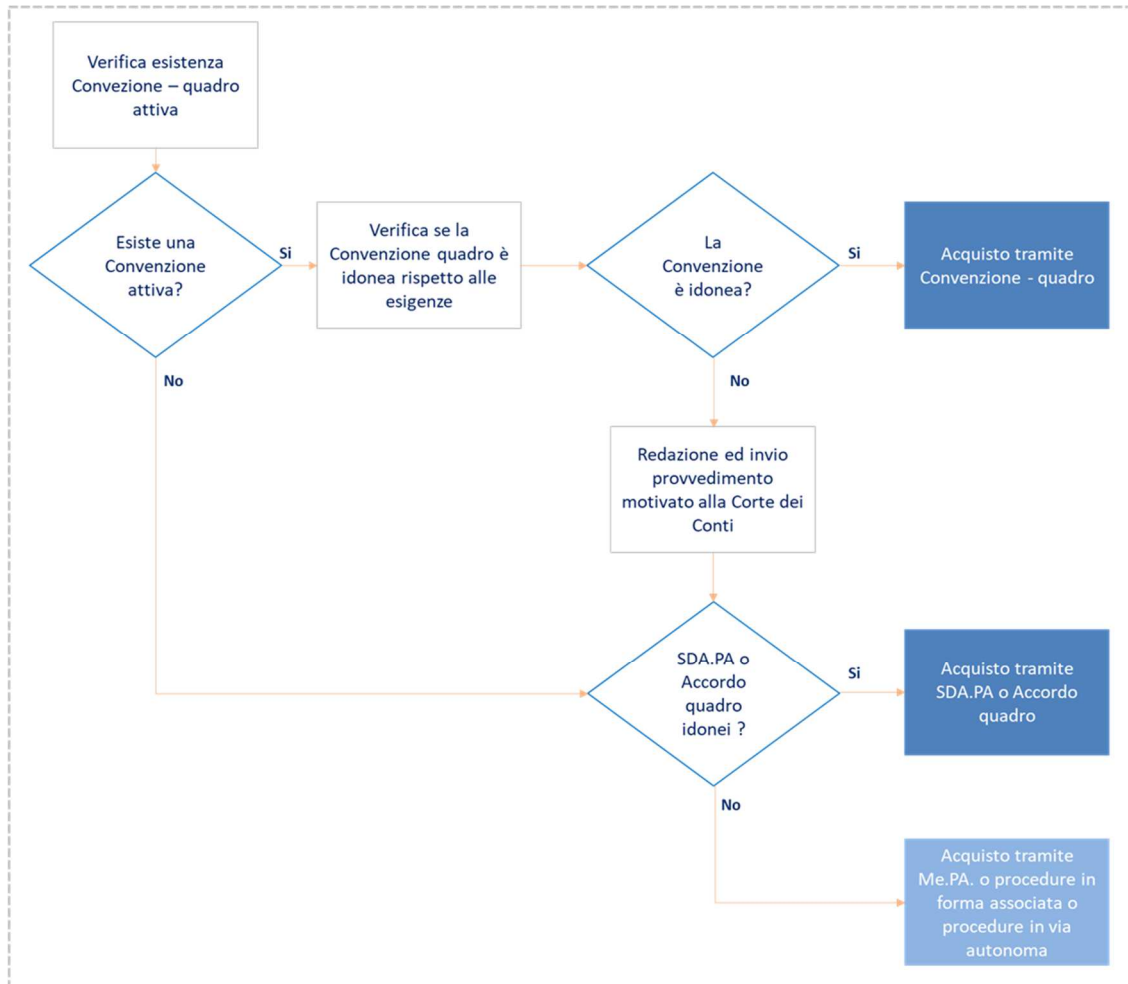 Verifica esistenza
Convezione – quadro
attiva
Esiste una
Convenzione
attiva?
Si
Verifica se la
Convenzione quadro è
idonea rispetto alle
esigenze
La
Convenzione
è idonea?
Si
Acquisto tramite
Convenzione - quadro
No
No
Redazione ed invio
provvedimento
motivato alla Corte dei
Conti
SDA.PA o
Accordo
quadro
idonei ?
Si
Acquisto tramite
SDA.PA o Accordo
quadro
No
Acquisto tramite
Me.PA. o procedure in
forma associata o
procedure in via
autonoma